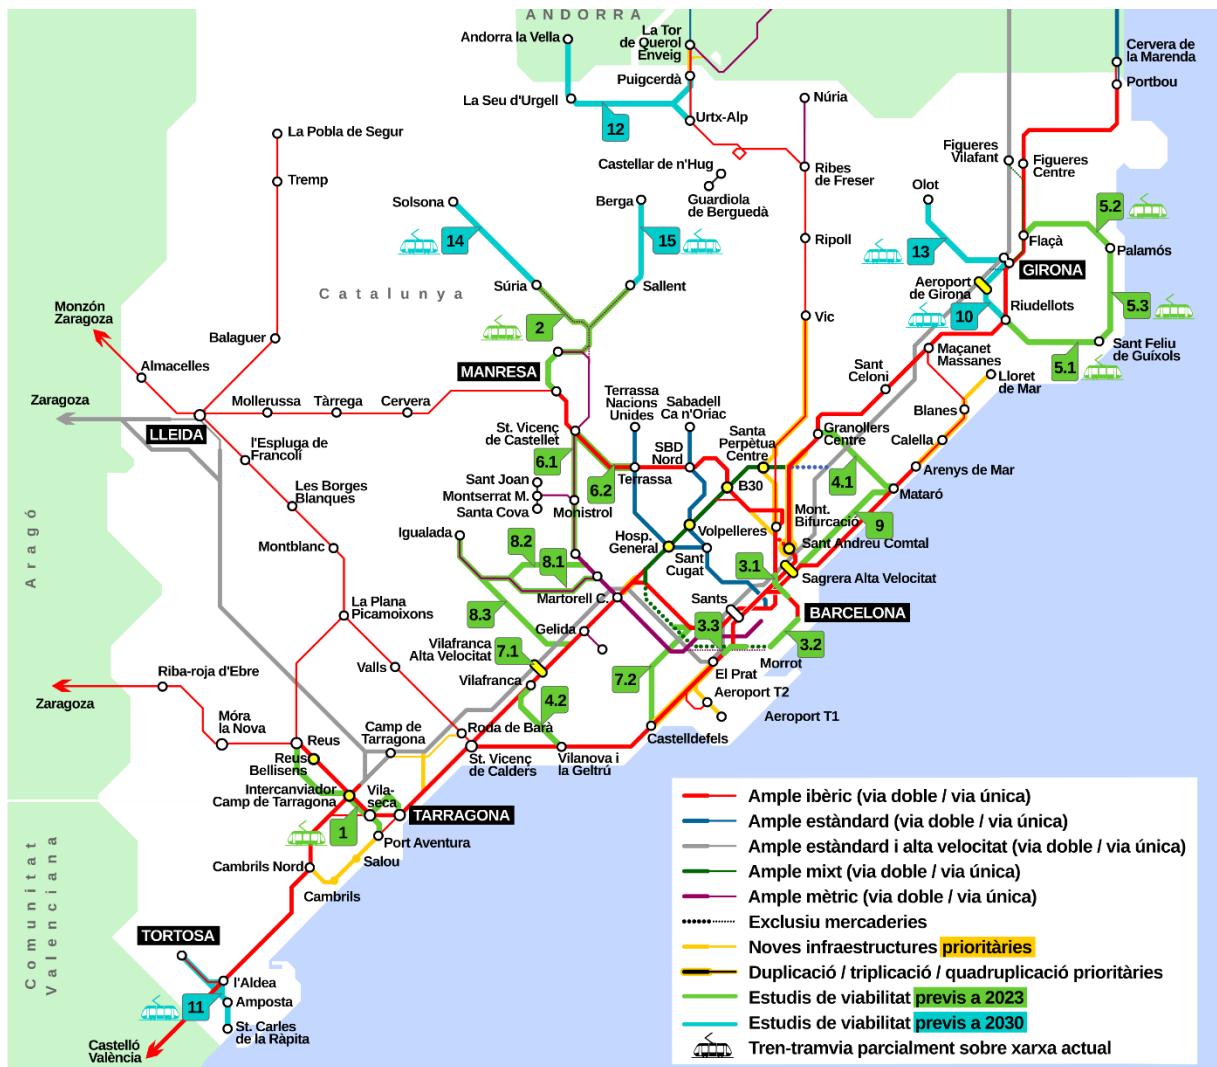 ANDORRA
Andorra la Vella
La Tor
de Querol
Enveig
Cervera de
la Marenda
Portbou
Puigcerdà
La Seu d'Urgell
Núria
12
Urtx-Alp
La Pobla de Segur
Figueres
Vilafant
Figueres
Centre
Castellar de n'Hug
Ribes
de Freser
Tremp
Guardiola
de Berguedà
Olot
Solsona
Berga
5.2
14
15
Ripoll
Flaçà
Palamós
13
GIRONA
Catalunya
Súria
Sallent
Aeroport
de Girona
Monzón
Zaragoza
2
Vic
10
Riudellots
5.3
Balaguer
Sant Feliu
de Guíxols
Almacelles
MANRESA
Maçanet
Massanes
5.1
Sant
Celoni
Lloret
de Mar
Zaragoza
Mollerussa
Tàrrega
Cervera
Terrassa
Nacions
Unides
Sabadell
Ca n'Oriac
Blanes
LLEIDA
St. Vicenç
de Castellet
SBD
Nord
Santa
Perpètua
Centre
Granollers
Centre
Calella
l'Espluga de
Francolí
6.1
6.2
Arenys de Mar
Sant Joan
Montserrat M.
Santa Cova
Terrassa
B30
4.1
Les Borges
Blanques
Monistrol
Mataró
Mont.
Bifurcació
9
Igualada
8.2
8.1
Hosp.
General
Volpelleres
Sant Andreu Comtal
Montblanc
Sant
Cugat
3.1
Sagrera Alta Velocitat
Martorell C.
Sants
La Plana
Picamoixons
8.3
BARCELONA
Gelida
3.3
3.2
Vilafranca
Alta Velocitat
7.1
Morrot
Valls
Riba-roja d'Ebre
Vilafranca
7.2
El Prat
Aeroport T2
Zaragoza
4.2
Aeroport T1
Móra
la Nova
Camp de
Tarragona
Roda de Barà
Castelldefels
Reus
Reus
Bellisens
St. Vicenç
de Calders
Vilanova i
la Geltrú
Intercanviador
Camp de Tarragona
Vila-
seca
TARRAGONA
1
Port Aventura
Salou
Cambrils Nord
Cambrils
TORTOSA
l'Aldea
11
Amposta
St. Carles
de la Ràpita
Castelló
València
Aragó
Comunitat
Valenciana
Ample ibèric (via doble / via única)
Ample estàndard (via doble / via única)
Ample estàndard i alta velocitat (via doble / via única)
Ample mixt (via doble / via única)
Ample mètric (via doble / via única)
Exclusiu mercaderies
Noves infraestructures prioritàries
Duplicació / triplicació / quadruplicació prioritàries
Estudis de viabilitat previs a 2023
Estudis de viabilitat previs a 2030
Tren-tramvia parcialment sobre xarxa actual